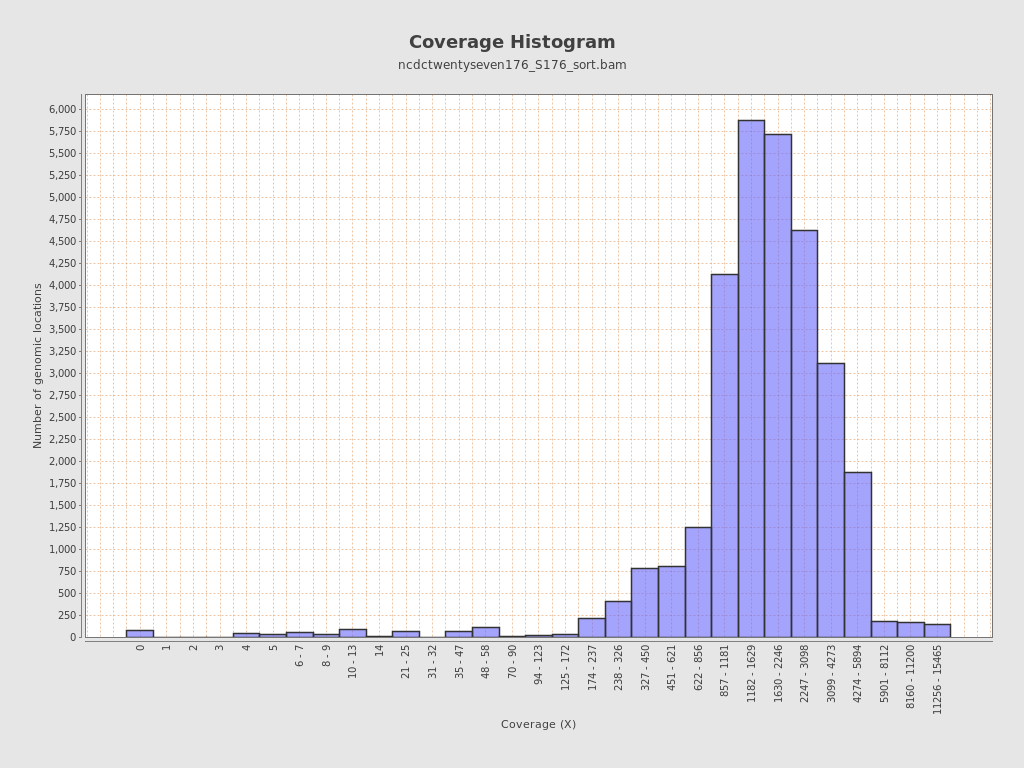 Coverage Histogram
ncdctwentyseven176_S176_sort.bam
6,000
5,750
5,500
5,250
5,000
4,750
4,500
4,250
4,000
3,750
3,500
3,250
3,000
2,750
2,500
2,250
2,000
1,750
1,500
1,250
1,000
750
500
250
0
Number of genomic locations
0
1
2
3
4
5
6 - 7
8 - 9
10 - 13
14
21 - 25
31 - 32
35 - 47
48 - 58
70 - 90
94 - 123
125 - 172
174 - 237
238 - 326
327 - 450
451 - 621
622 - 856
857 - 1181
1182 - 1629
1630 - 2246
2247 - 3098
3099 - 4273
4274 - 5894
5901 - 8112
8160 - 11200
11256 - 15465
Coverage (X)